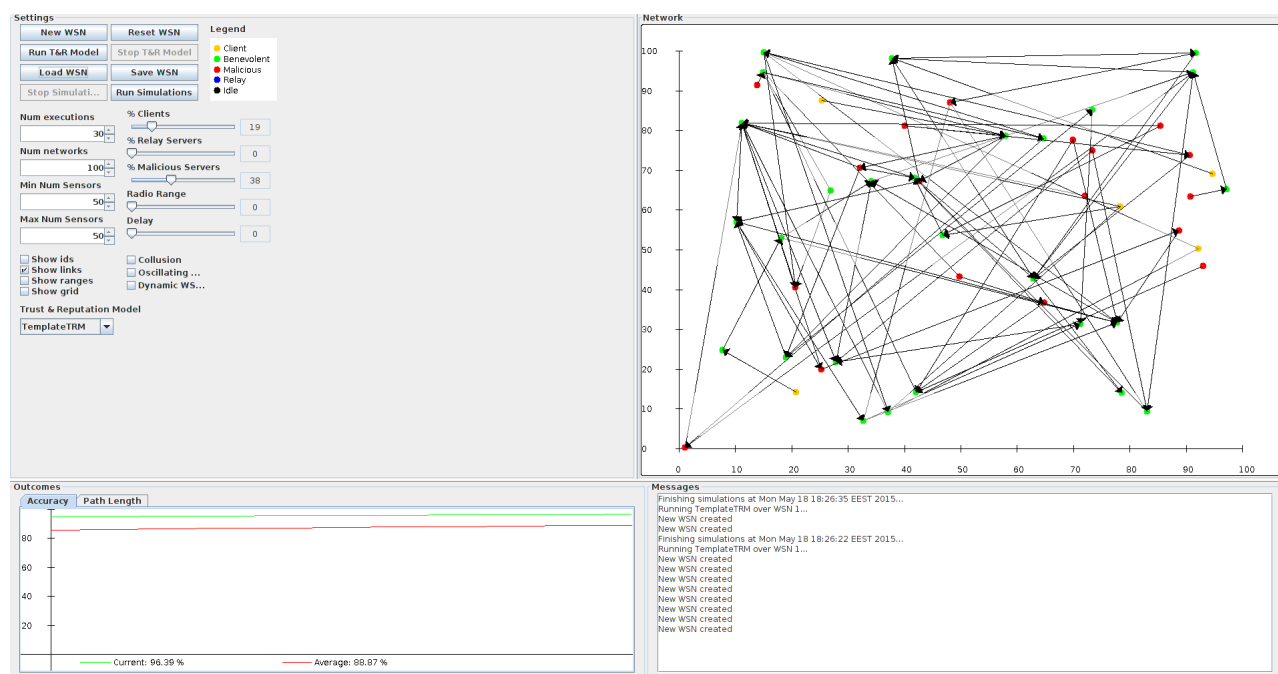 Settings
New WSN
Reset WSN
Run T&R Model
Stop T&R Model
Load WSN
Save WSN
Stop Simulati...
Run Simulations
Legend
Client
Benevolent
Malicious
Relay
Idle
Num executions
30
Num networks
100
Min Num Sensors
50
Max Num Sensors
50
% Clients
19
% Relay Servers
0
% Malicious Servers
38
Radio Range
0
Delay
0
Show ids
Show links
Show ranges
Show grid
Collusion
Oscillating ...
Dynamic WS...
Trust & Reputation Model
TemplateTRM
Network
100
90
80
70
60
50
40
30
20
10
0
0 10 20 30 40 50 60 70 80 90 100
Outcomes
Accuracy Path Length
80
60
40
20
Current: 96.39 % Average: 88.87 %
Messages
Finishing simulations at Mon May 18 18:26:35 EEST 2015...
Running TemplateTRM over WSN 1...
New WSN created
New WSN created
Finishing simulations at Mon May 18 18:26:22 EEST 2015...
Running TemplateTRM over WSN 1...
New WSN created
New WSN created
New WSN created
New WSN created
New WSN created
New WSN created
New WSN created
New WSN created